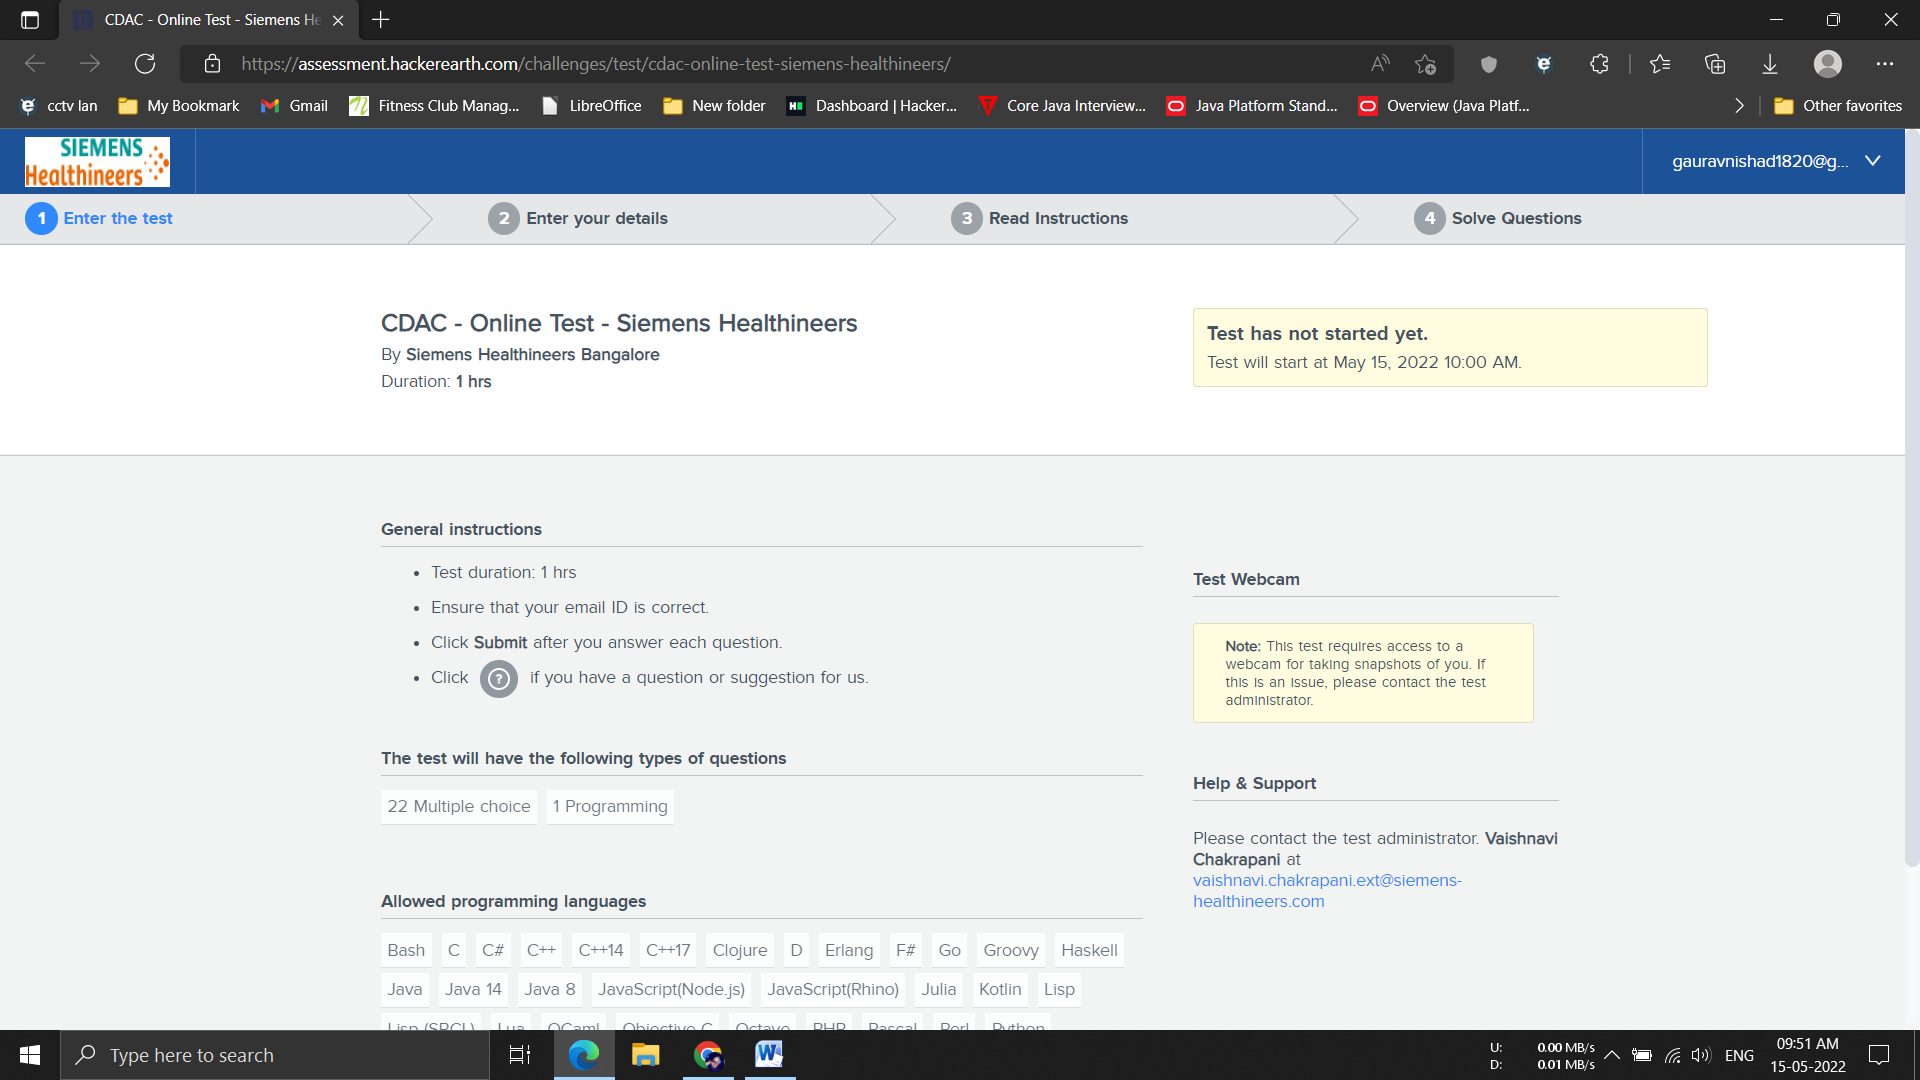 CDAC - Online Test - Siemens He
https://assessment.hackerearth.com/challenges/test/cdac-online-test-siemens-healthineers/
cctv lan My Bookmark Gmail Fitness Club Manag... LibreOffice New folder Dashboard | Hacker... Core Java Interview... Java Platform Stand... Overview (Java Platf... Other favorites
SIEMENS
Healthineers
gauravnishad1820@g...
1 Enter the test 2 Enter your details 3 Read Instructions 4 Solve Questions
CDAC - Online Test - Siemens Healthineers
By Siemens Healthineers Bangalore
Duration: 1 hrs
Test has not started yet.
Test will start at May 15, 2022 10:00 AM.
General instructions
• Test duration: 1 hrs
• Ensure that your email ID is correct.
• Click Submit after you answer each question.
• Click ? if you have a question or suggestion for us.
The test will have the following types of questions
22 Multiple choice 1 Programming
Allowed programming languages
Bash C C# C++ C++14 C++17 Clojure D Erlang F# Go Groovy Haskell
Java Java 14 Java 8 JavaScript(Node.js) JavaScript(Rhino) Julia Kotlin Lisp
Lisp (SBCL) Lua OCaml Objective-C Octave PHP Pascal Perl Python
Test Webcam
Note: This test requires access to a
webcam for taking snapshots of you. If
this is an issue, please contact the test
administrator.
Help & Support
Please contact the test administrator. Vaishnavi
Chakrapani at
vaishnavi.chakrapani.ext@siemens-
healthineers.com
Type here to search
U: 0.00 MB/s
D: 0.01 MB/s
ENG
09:51 AM
15-05-2022